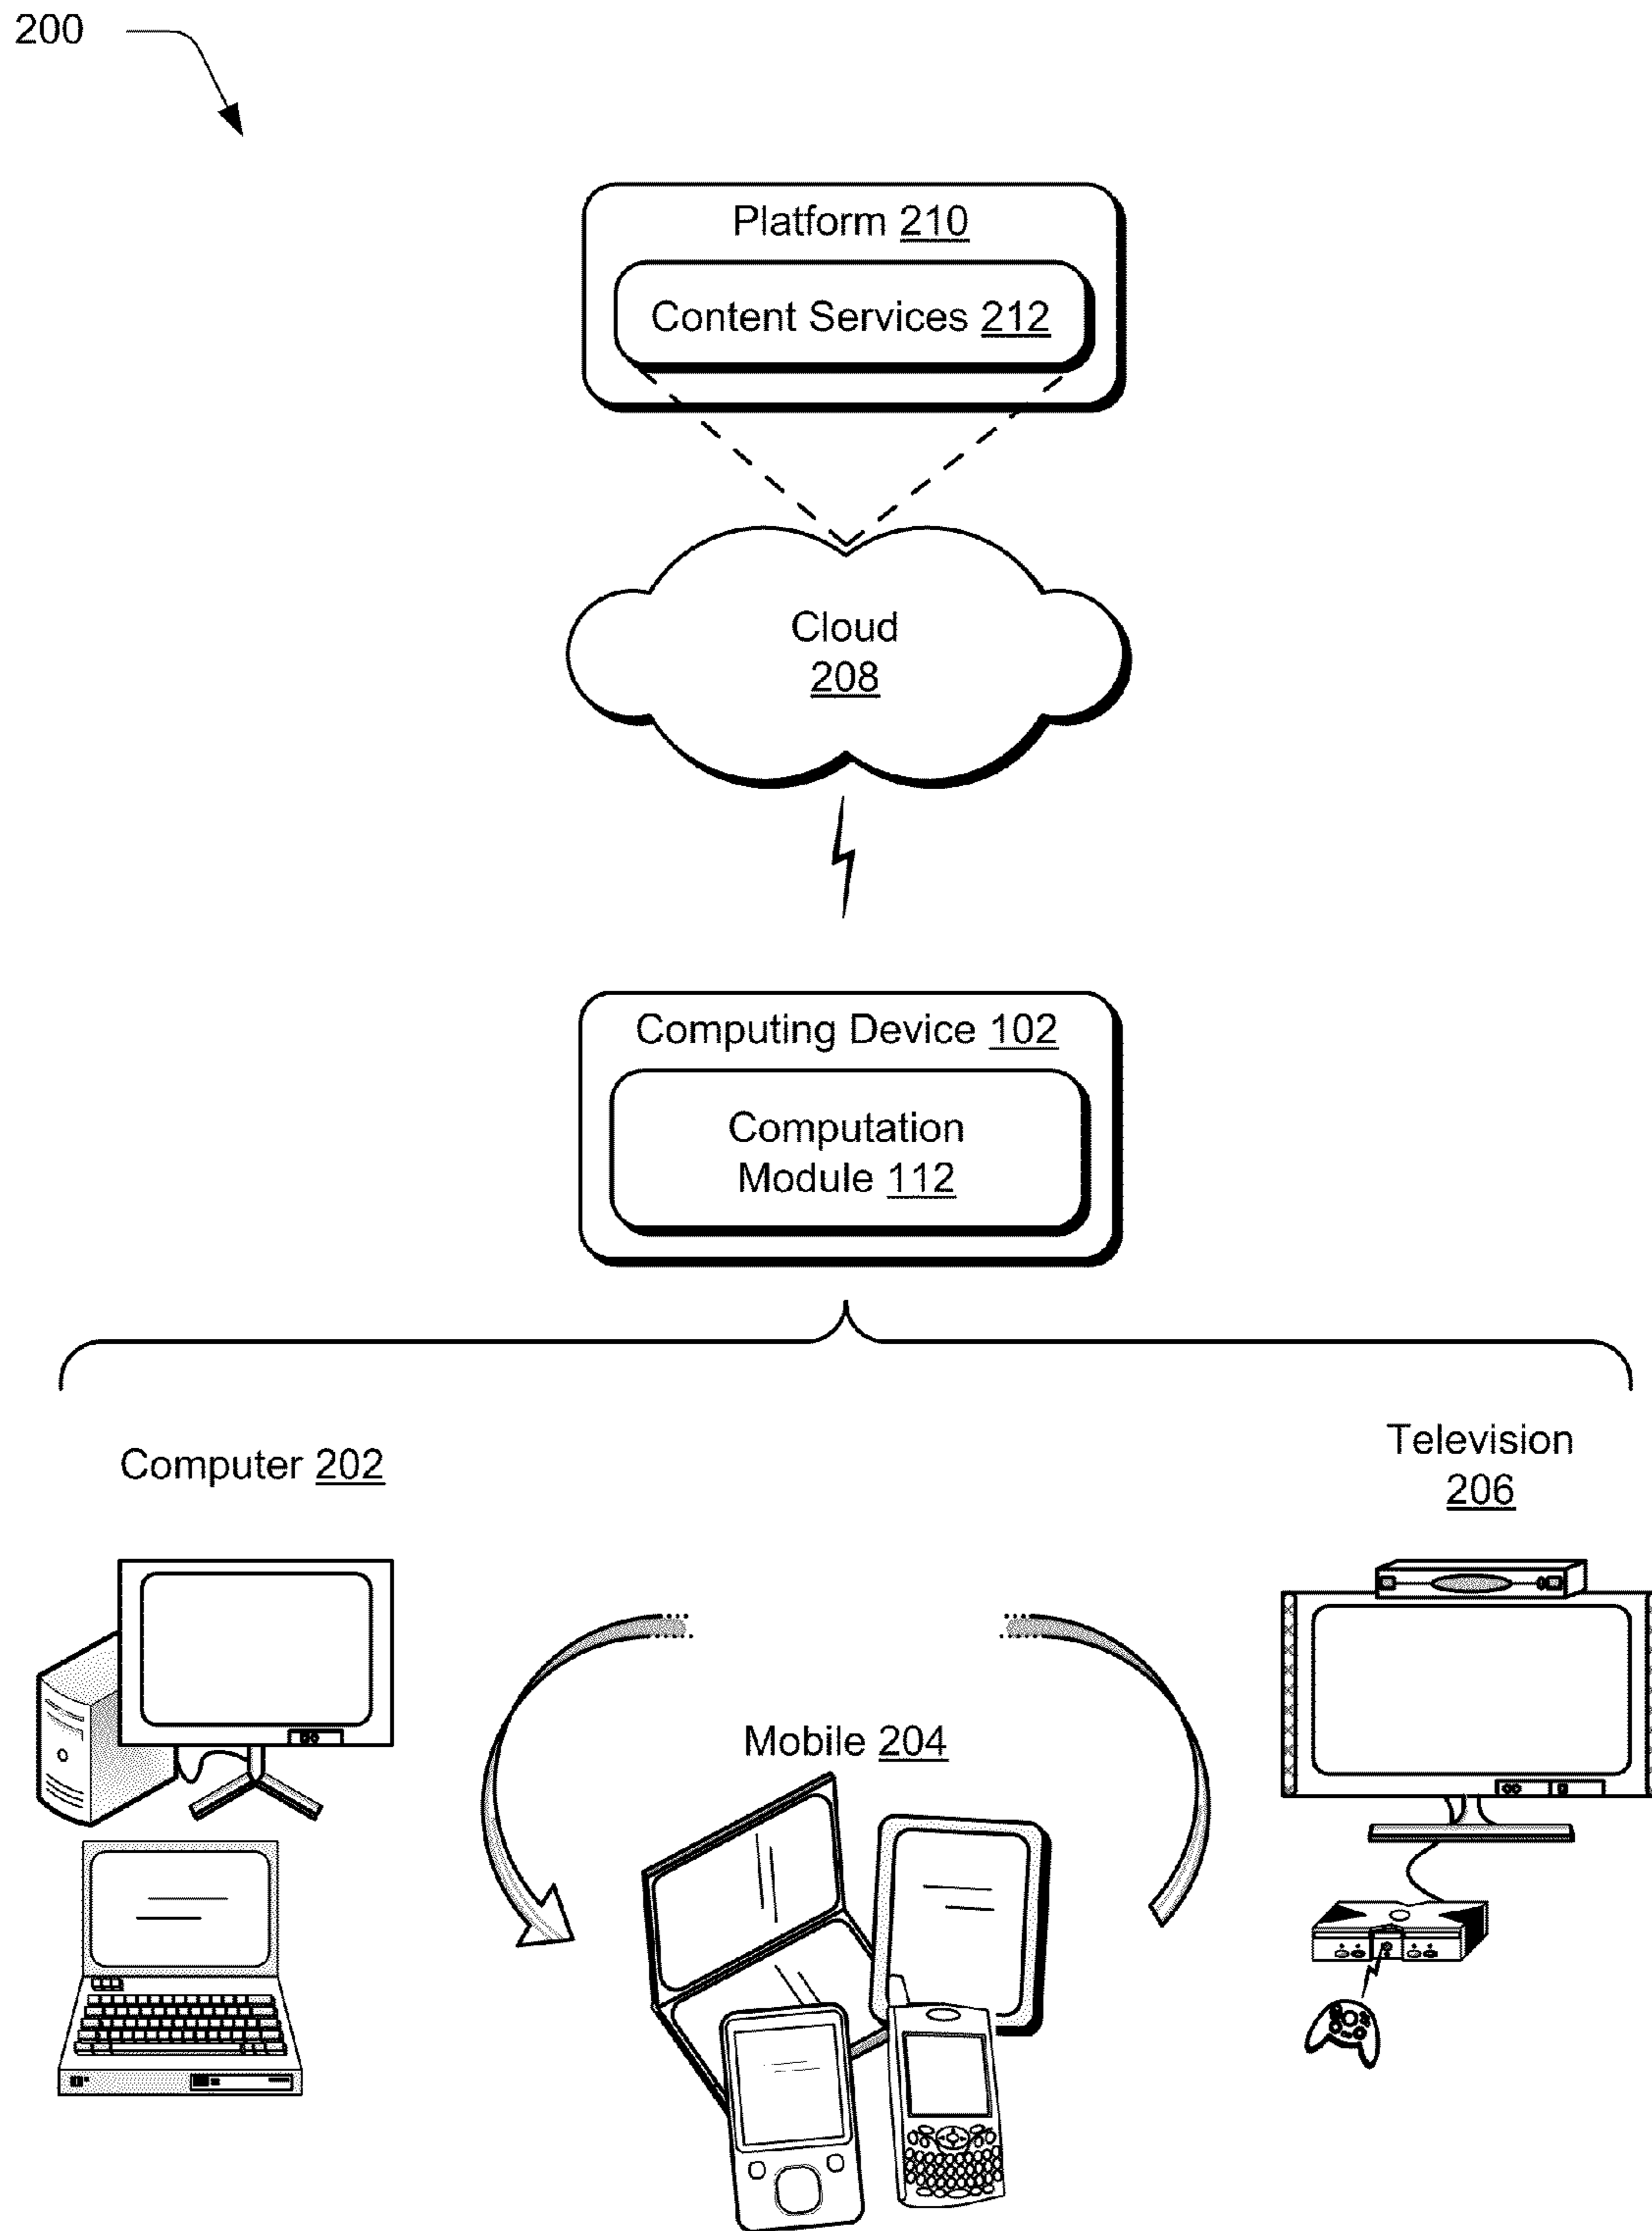 200
Platform 210
Content Services 212
Cloud
208
Computing Device 102
Computation
Module 112
Computer 202
Television
206
Mobile 204